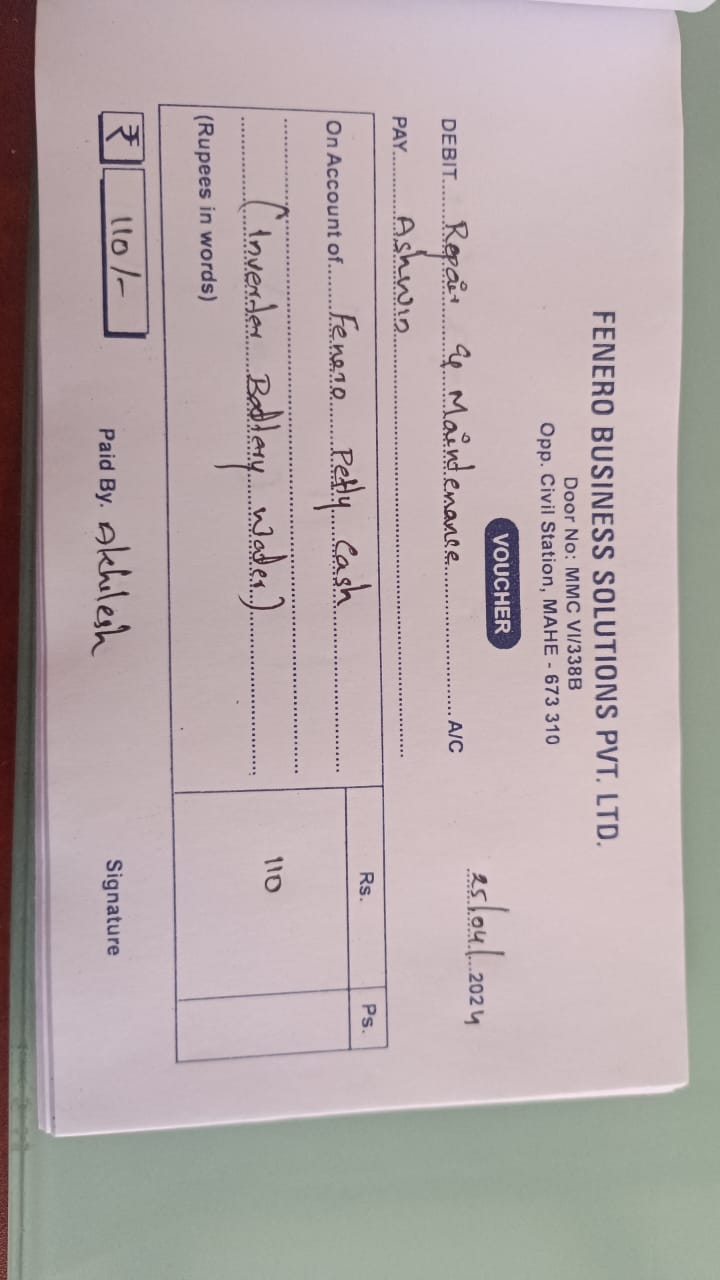 FENERO BUSINESS SOLUTIONS PVT. LTD.
Door No: MMC VI/338B
Opp. Civil Station, MAHE - 673 310
VOUCHER
25/04/2024
DEBIT Repair & Maintenance A/C
PAY Ashwin
Rs. Ps.
On Account of Fenero Petty Cash
(Inverter Battery Water) 110
(Rupees in words)
₹ 110/-
Paid By. Akhilesh Signature